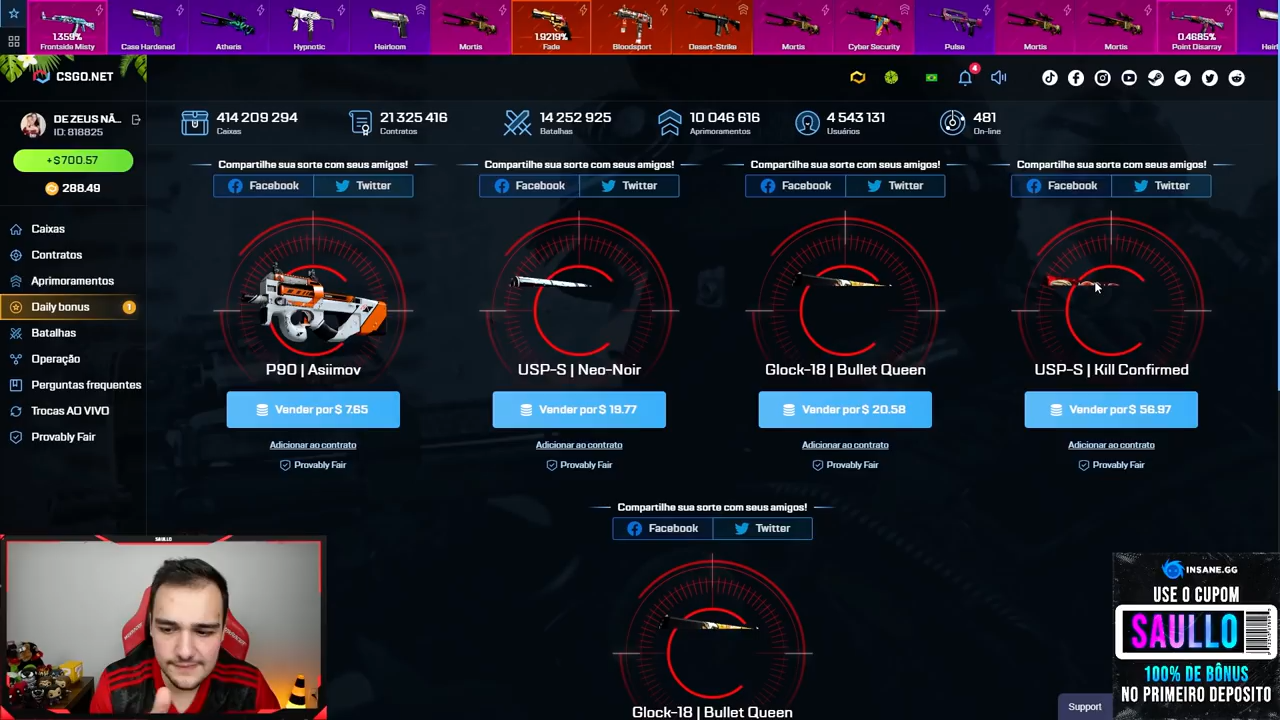 1.359%
Frontside Misty
Case Hardened
Atheris
Hypnotic
Heirloom
Mortis
1.9219%
Fade
Bloodsport
Desert-Strike
Mortis
Cyber Security
Pulse
Mortis
Mortis
0.4685%
Point Disarray
CSGO.NET
4
DE ZEUS NÃ...
ID: 818825
+$700.57
288.49
414 209 294
Caixas
21 325 416
Contratos
14 252 925
Batalhas
10 046 616
Aprimoramentos
4 543 131
Usuários
481
On-line
Caixas
Contratos
Aprimoramentos
Daily bonus 1
Batalhas
Operação
Perguntas frequentes
Trocas AO VIVO
Provably Fair
Compartilhe sua sorte com seus amigos!
Facebook Twitter
P90 | Asiimov
Vender por $ 7.65
Adicionar ao contrato
Provably Fair
Compartilhe sua sorte com seus amigos!
Facebook Twitter
USP-S | Neo-Noir
Vender por $ 19.77
Adicionar ao contrato
Provably Fair
Compartilhe sua sorte com seus amigos!
Facebook Twitter
Glock-18 | Bullet Queen
Vender por $ 20.58
Adicionar ao contrato
Provably Fair
Compartilhe sua sorte com seus amigos!
Facebook Twitter
USP-S | Kill Confirmed
Vender por $ 56.97
Adicionar ao contrato
Provably Fair
Compartilhe sua sorte com seus amigos!
Facebook Twitter
Glock-18 | Bullet Queen
SAULLO
INSANE.GG
USE O CUPOM
SAULLO
100% DE BÔNUS
NO PRIMEIRO DEPOSITO
Support